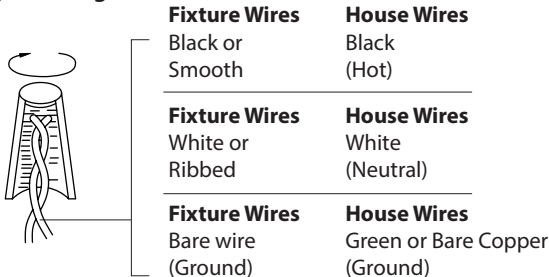 Fixture Wires House Wires
Black or Black
Smooth (Hot)
Fixture Wires House Wires
White or White
Ribbed (Neutral)
Fixture Wires House Wires
Bare wire Green or Bare Copper
(Ground) (Ground)